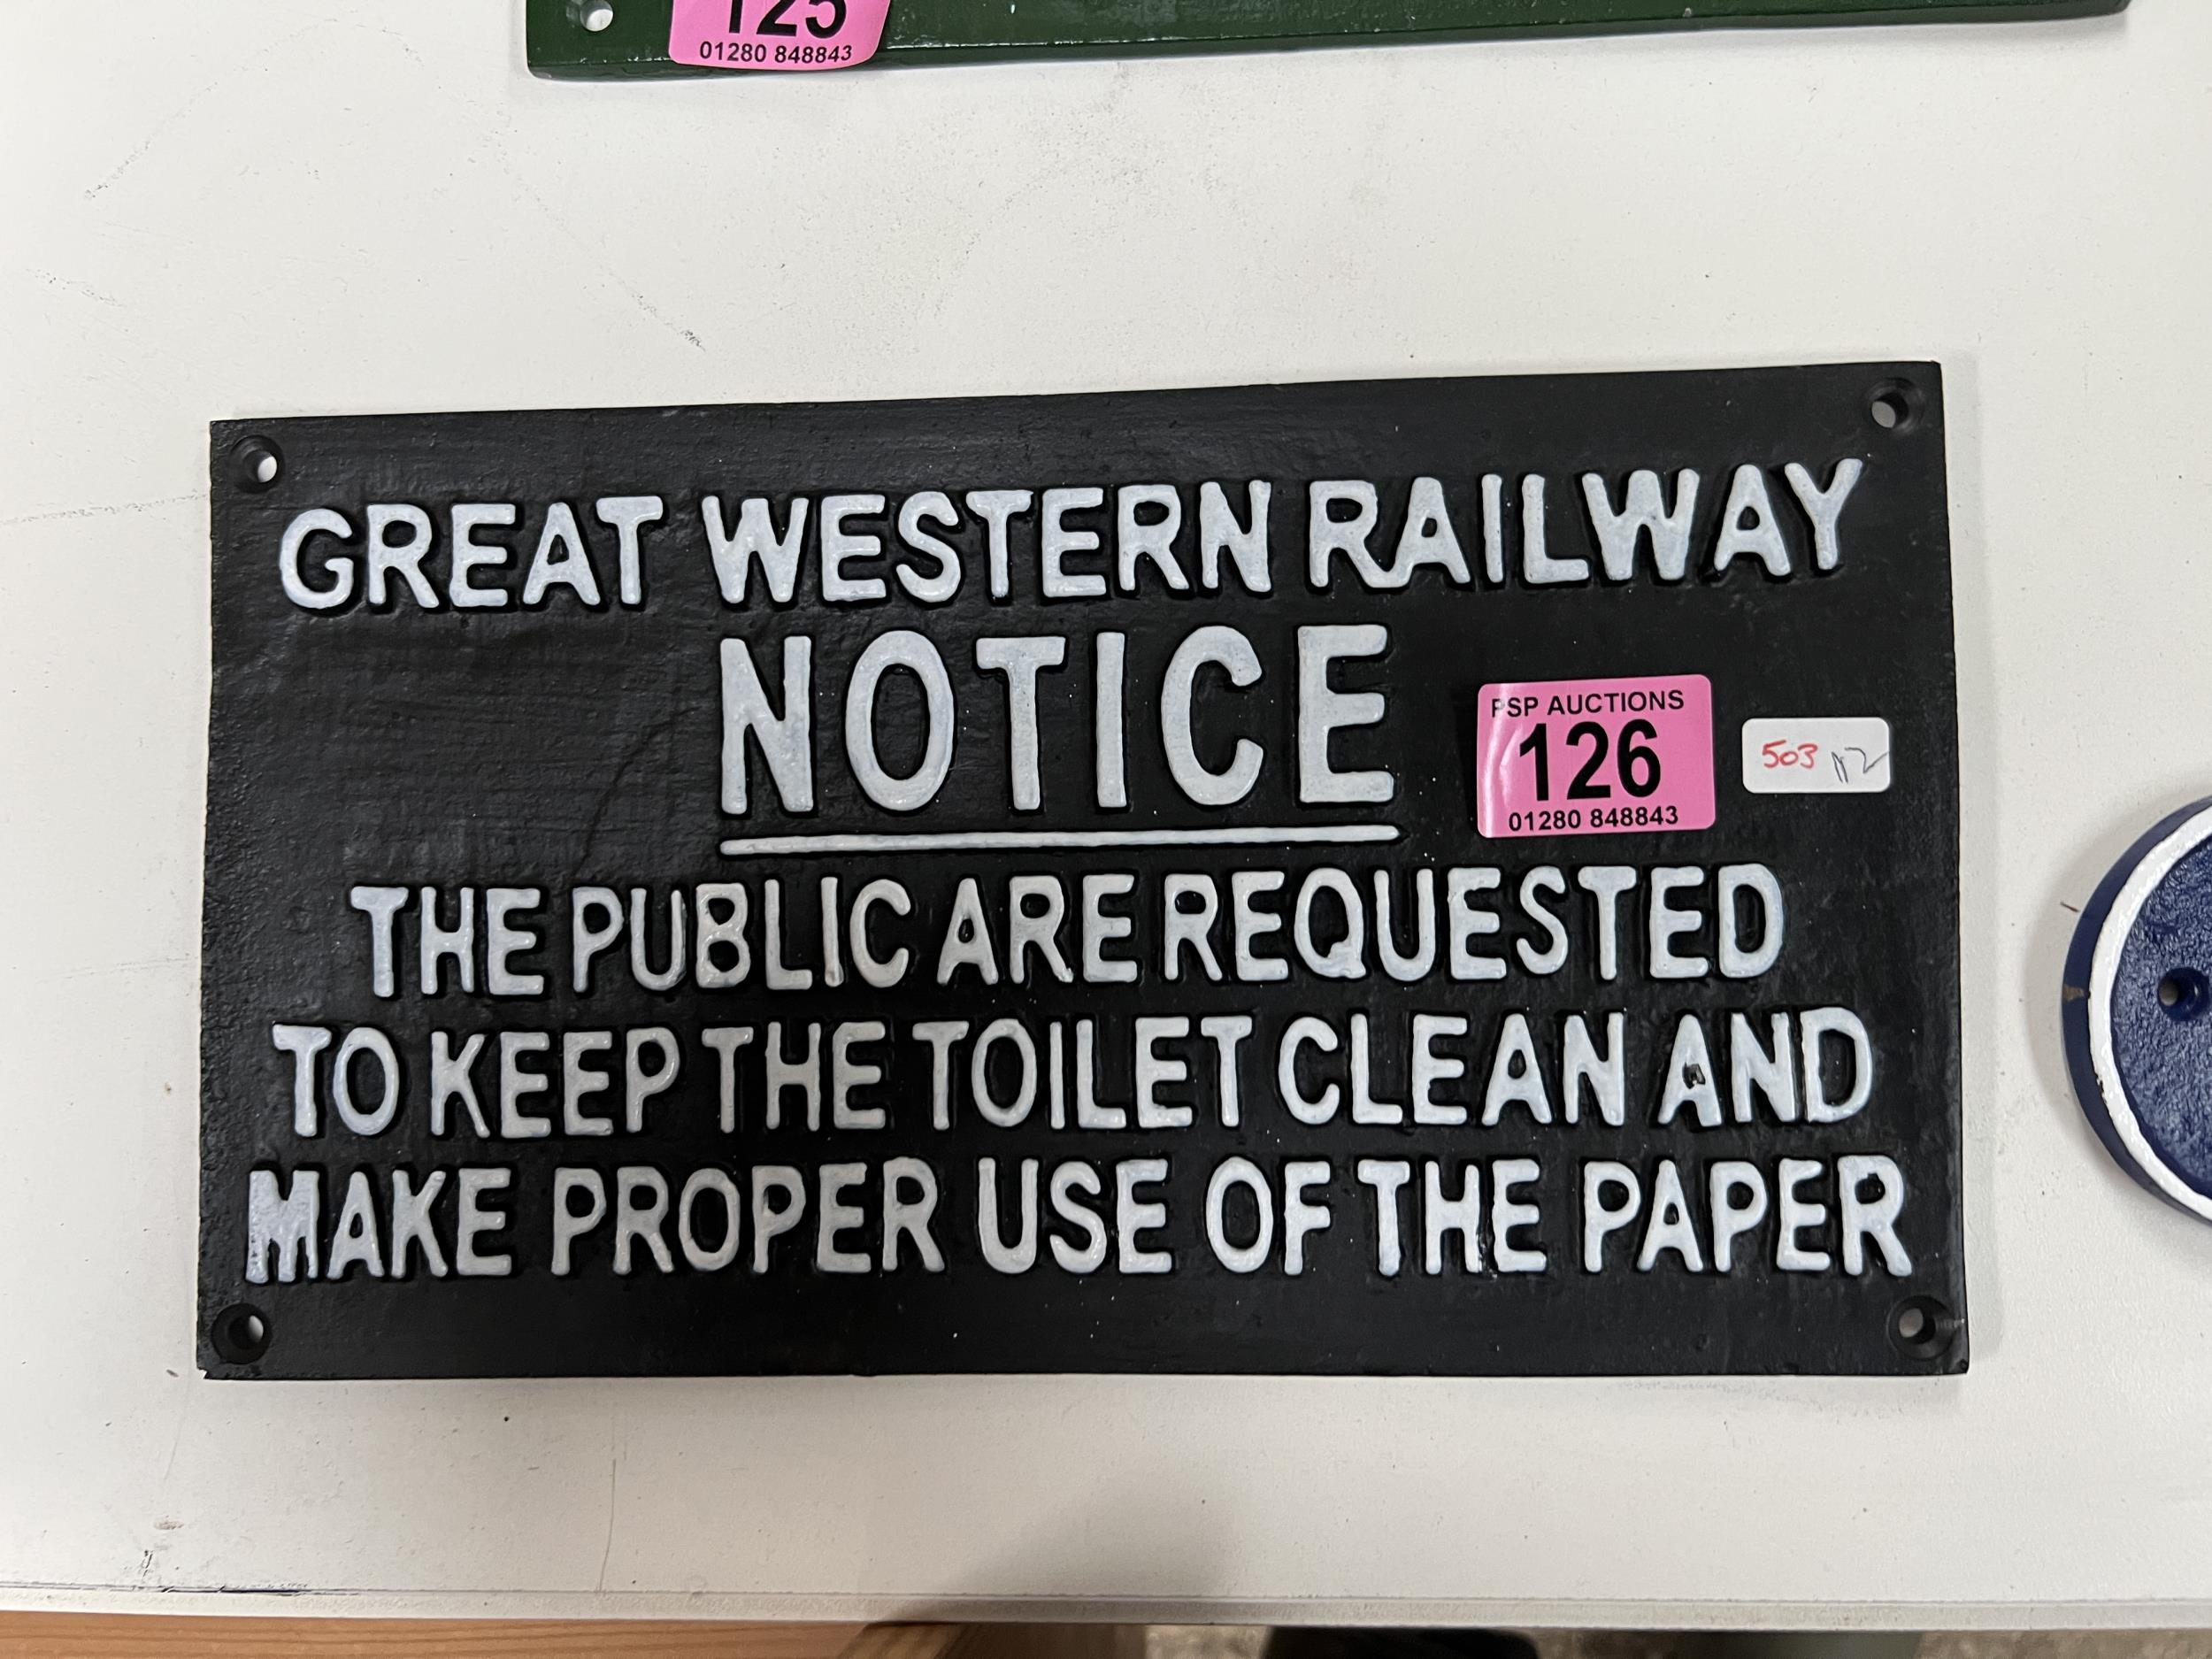 125
01280 848843
GREAT WESTERN RAILWAY
NOTICE
PSP AUCTIONS
126
01280 848843
503
THE PUBLIC ARE REQUESTED
TO KEEP THE TOILET CLEAN AND
MAKE PROPER USE OF THE PAPER